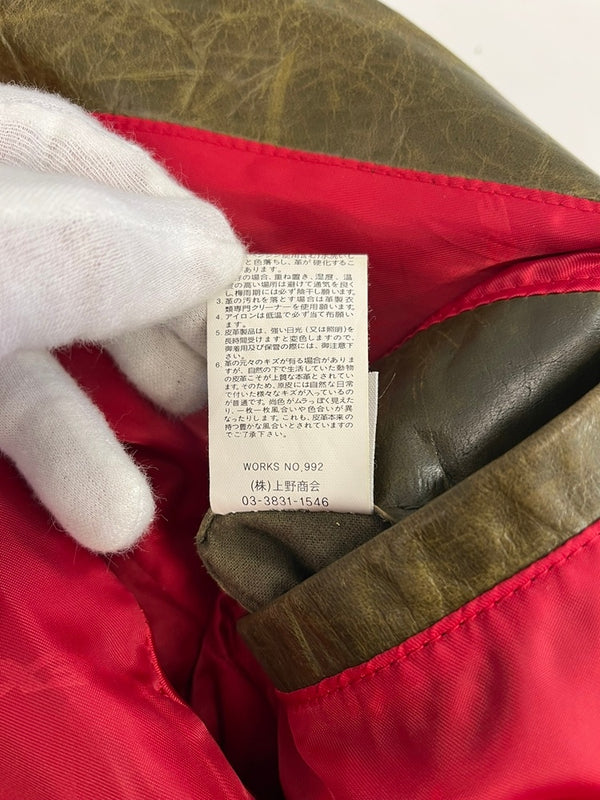 と色落ちし、革が硬化するこ
があります。
の場合、重ね置き、湿度、温
の高い場所は避けて通気を良く
し、梅雨期には必ず陰干し願います。
3. 革の汚れを落とす場合は革製衣
類専門クリーナーを使用願います。
4. アイロンは低温で必ず当て布願い
ます。
5. 皮革製品は、強い日光(又は照明)を
長時間受けますと変色しますので、
御着用及び保管の際には、御注意下
さい。
6. 革の元々のキズが有る場合がありま
すが、自然の下で生活していた動物
の皮革こそが上質な本革とされていま
す。そのため、原皮には自然な日常
で付いた様々なキズが入っているの
が普通です。尚色がムラっぽく見えた
り、一枚一枚風合いや色合いが異
なったりします。これも、皮革本来の
持つ豊かな風合いとされていますの
でご了承下さい。
WORKS NO,992
(株)上野商会
03-3831-1546